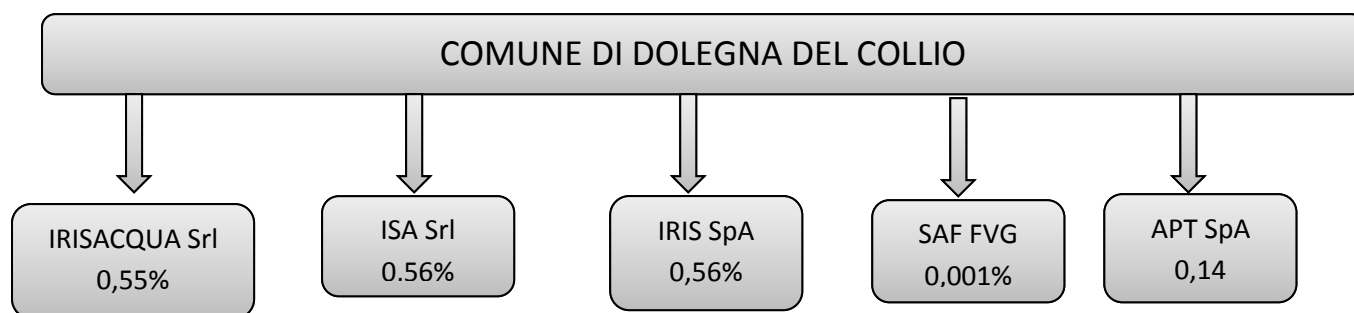 COMUNE DI DOLEGNA DEL COLLIO
IRISACQUA Srl
0,55%
ISA Srl
0.56%
IRIS SpA
0,56%
SAF FVG
0,001%
APT SpA
0,14